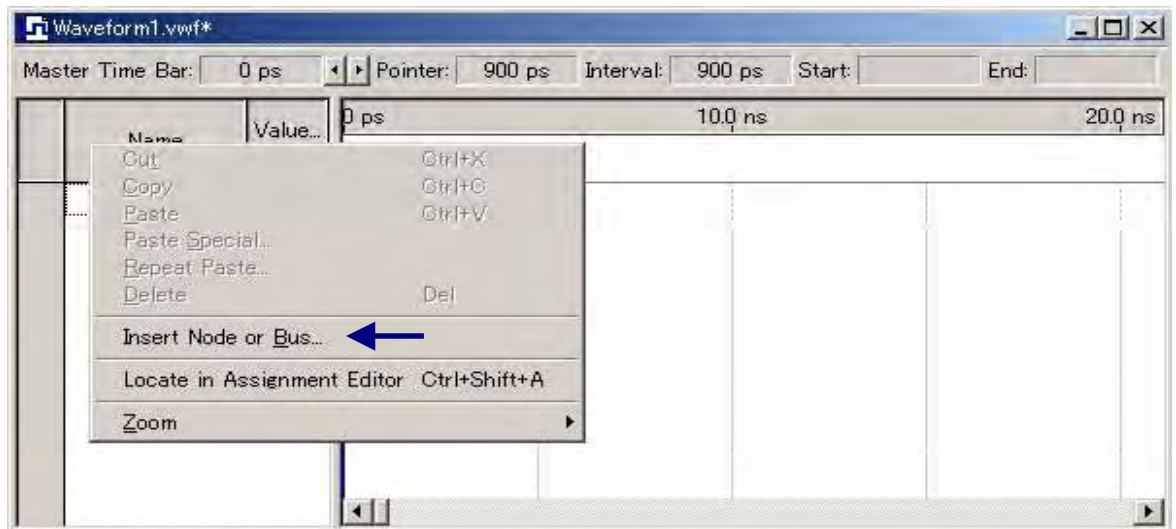 Waveform1.vwf*
Master Time Bar: 0 ps Pointer: 900 ps Interval: 900 ps Start: End:
Name Value... 0 ps 10.0 ns 20.0 ns
Cut Ctrl+X
Copy Ctrl+C
Paste Ctrl+V
Paste Special...
Repeat Paste...
Delete Del
Insert Node or Bus...
Locate in Assignment Editor Ctrl+Shift+A
Zoom